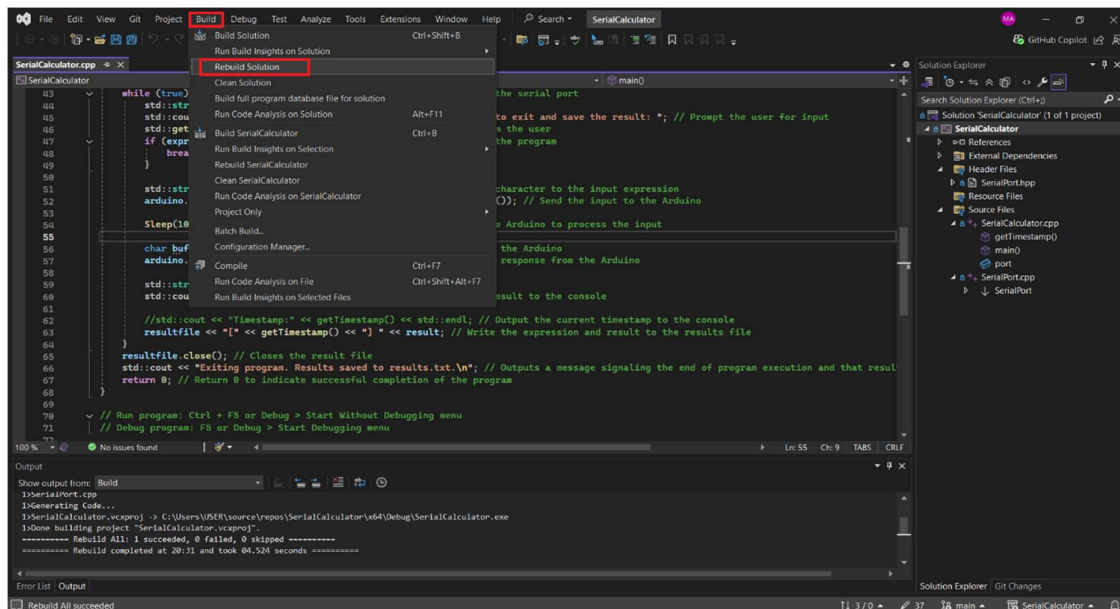 File Edit View Git Project Build Debug Test Analyze Tools Extensions Window Help Search SerialCalculator MA
GitHub Copilot
SerialCalculator.cpp
SerialCalculator
main()
Build Solution Ctrl+Shift+B
Run Build Insights on Solution
Rebuild Solution
Clean Solution
Build full program database file for solution
Run Code Analysis on Solution Alt+F11
Build SerialCalculator Ctrl+B
Run Build Insights on Selection
Rebuild SerialCalculator
Clean SerialCalculator
Run Code Analysis on SerialCalculator
Project Only
Batch Build...
Configuration Manager...
Compile Ctrl+F7
Run Code Analysis on File Ctrl+Shift+Alt+F7
Run Build Insights on Selected Files
43 while (true) the serial port
44 std::str
45 std::cou to exit and save the result: "; // Prompt the user for input
46 std::get the user
47 if (expr the program
48 brea
49 }
50
51 std::str character to the input expression
52 arduino. ()); // Send the input to the Arduino
53
54 Sleep(10 Arduino to process the input
55
56 char buf the Arduino
57 arduino. response from the Arduino
58
59 std::str
60 std::cou to the console
61
62 //std::cout << "Timestamp:" << getTimestamp() << std::endl; // Output the current timestamp to the console
63 resultfile << "[" << getTimestamp() << "] " << result; // Write the expression and result to the results file
64 }
65 resultfile.close(); // Closes the result file
66 std::cout << "Exiting program. Results saved to results.txt.\n"; // Outputs a message signaling the end of program execution and that resul
67 return 0; // Return 0 to indicate successful completion of the program
68 }
69
70 // Run program: Ctrl + F5 or Debug > Start Without Debugging menu
71 // Debug program: F5 or Debug > Start Debugging menu
72
100 % No issues found Ln: 55 Ch: 9 TABS CRLF
Output
Show output from: Build
1>SerialPort.cpp
1>Generating Code...
1>SerialCalculator.vcxproj -> C:\Users\USER\source\repos\SerialCalculator\x64\Debug\SerialCalculator.exe
1>Done building project "SerialCalculator.vcxproj".
========== Rebuild All: 1 succeeded, 0 failed, 0 skipped ==========
========== Rebuild completed at 20:31 and took 04.524 seconds ==========
Error List Output
Solution Explorer
Search Solution Explorer (Ctrl+;)
Solution 'SerialCalculator' (1 of 1 project)
SerialCalculator
References
External Dependencies
Header Files
SerialPort.hpp
Resource Files
Source Files
SerialCalculator.cpp
getTimestamp()
main()
port
SerialPort.cpp
SerialPort
Solution Explorer Git Changes
Rebuild All succeeded 3 / 0 37 main SerialCalculator